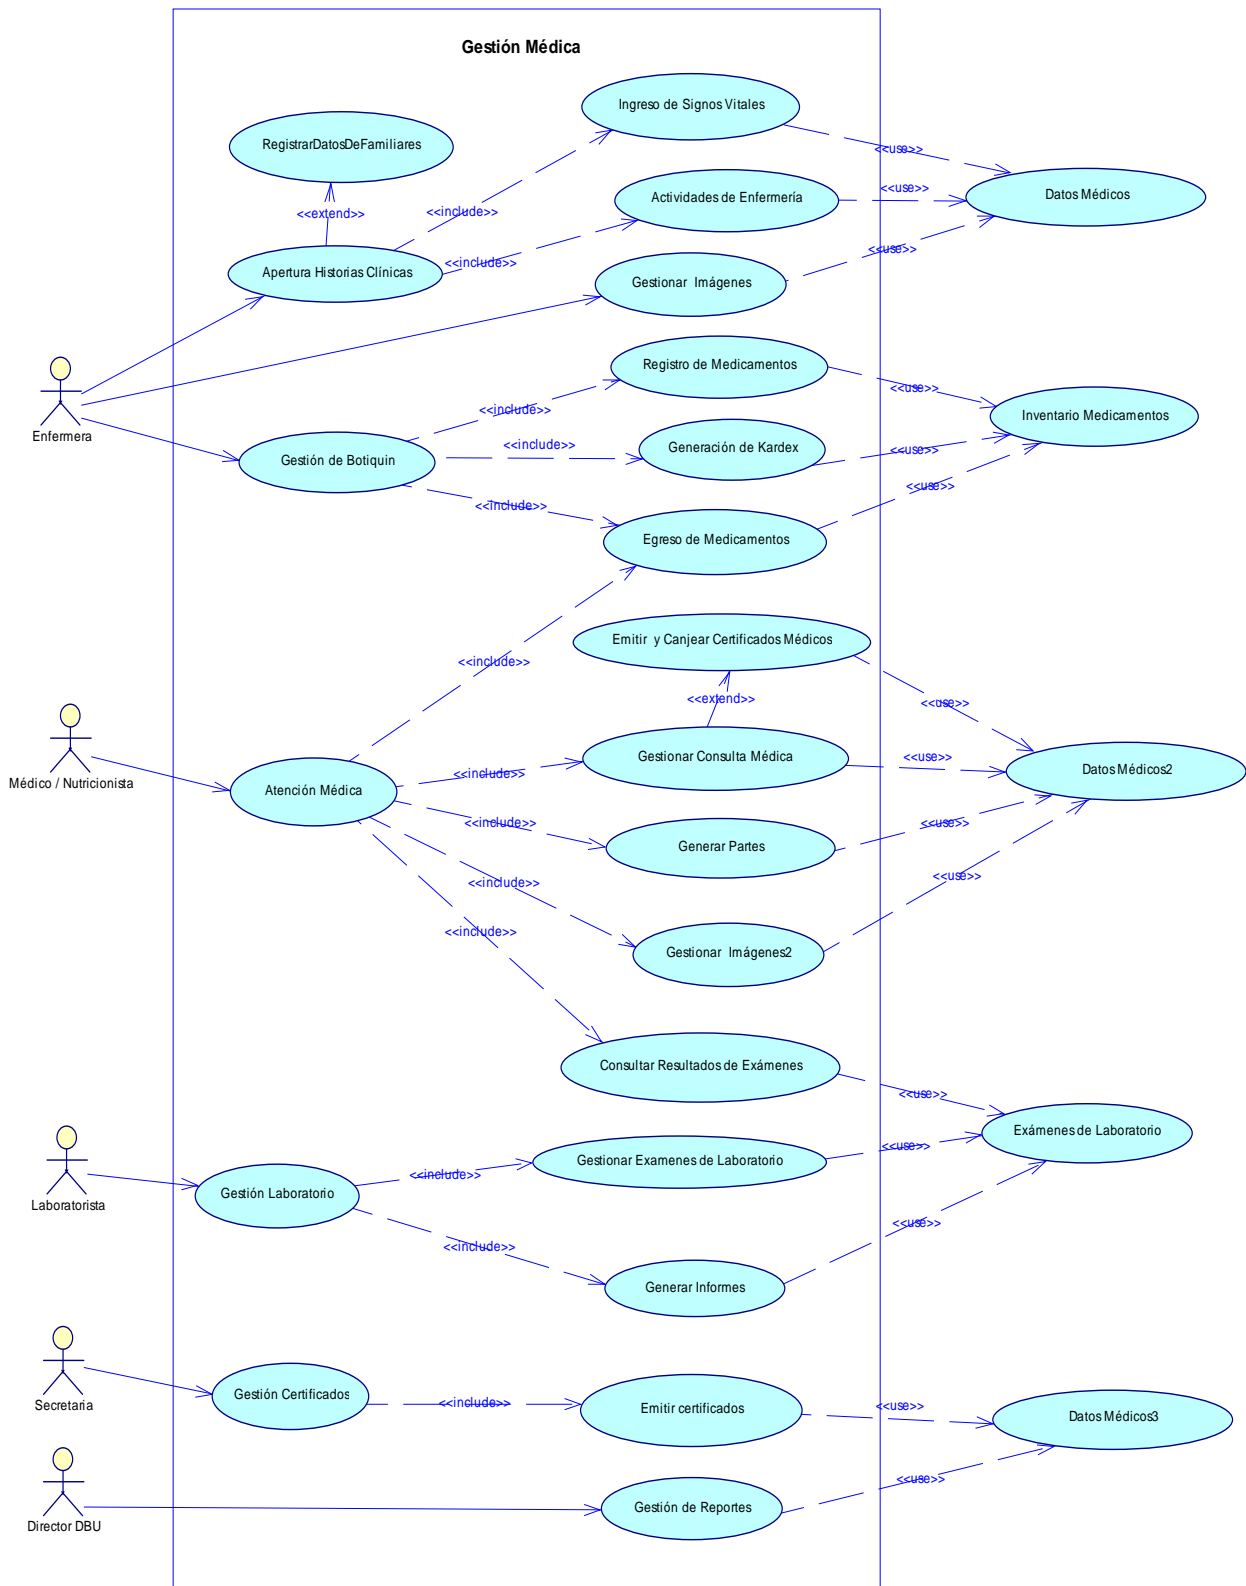 Gestión Médica
Ingreso de Signos Vitales
RegistrarDatosDeFamiliares
<<use>>
<<extend>>
<<include>>
Actividades de Enfermería
<<use>>
Datos Médicos
Apertura Historias Clínicas
<<include>>
Gestionar Imágenes
<<use>>
Enfermera
Registro de Medicamentos
<<use>>
<<include>>
Inventario Medicamentos
Gestión de Botiquin
<<include>>
Generación de Kardex
<<use>>
<<include>>
<<use>>
Egreso de Medicamentos
<<include>>
Emitir y Canjear Certificados Médicos
<<extend>>
<<use>>
Médico / Nutricionista
Atención Médica
<<include>>
Gestionar Consulta Médica
<<use>>
Datos Médicos2
<<include>>
Generar Partes
<<use>>
<<include>>
<<use>>
<<include>>
Gestionar Imágenes2
Consultar Resultados de Exámenes
<<use>>
Exámenes de Laboratorio
Laboratorista
Gestión Laboratorio
<<include>>
Gestionar Examenes de Laboratorio
<<use>>
<<include>>
<<use>>
Generar Informes
Secretaria
Gestión Certificados
<<include>>
Emitir certificados
<<use>>
Datos Médicos3
<<use>>
Director DBU
Gestión de Reportes